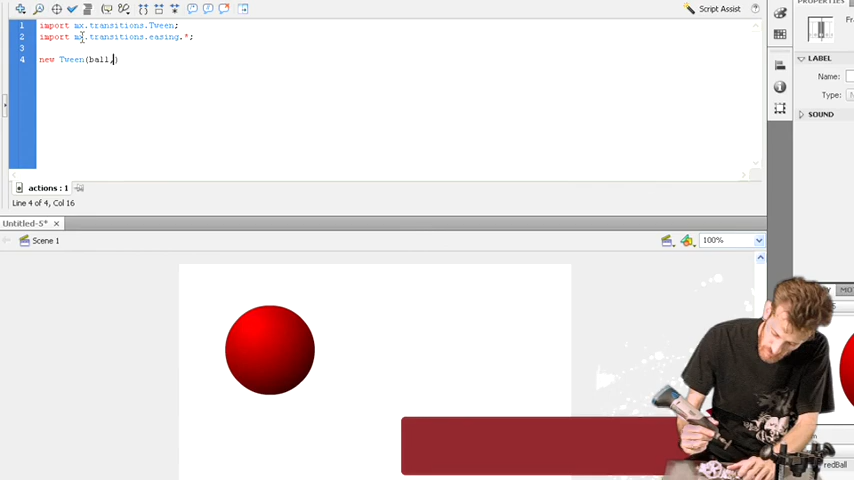 Script Assist
1 import mx.transitions.Tween;
2 import mx.transitions.easing.*;
3
4 new Tween(ball,)
actions : 1
Line 4 of 4, Col 16
Untitled-5*
Scene 1
100%
LABEL
Name:
Type:
SOUND
redBall